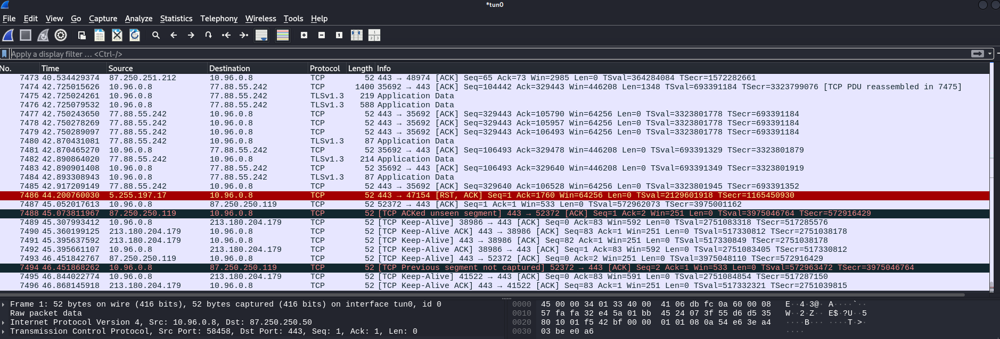 *tun0
File Edit View Go Capture Analyze Statistics Telephony Wireless Tools Help
Apply a display filter … <Ctrl-/>
No. Time Source Destination Protocol Length Info
7473 40.534429374 87.250.251.212 10.96.0.8 TCP 52 443 → 48974 [ACK] Seq=65 Ack=73 Win=2985 Len=0 TSval=364284084 TSecr=1572282661
7474 42.725015626 10.96.0.8 77.88.55.242 TCP 1400 35692 → 443 [ACK] Seq=104442 Ack=329443 Win=446208 Len=1348 TSval=693391184 TSecr=3323799076 [TCP PDU reassembled in 7475]
7475 42.725024261 10.96.0.8 77.88.55.242 TLSv1.3 219 Application Data
7476 42.725079532 10.96.0.8 77.88.55.242 TLSv1.3 588 Application Data
7477 42.750243650 77.88.55.242 10.96.0.8 TCP 52 443 → 35692 [ACK] Seq=329443 Ack=105790 Win=64256 Len=0 TSval=3323801778 TSecr=693391184
7478 42.750278269 77.88.55.242 10.96.0.8 TCP 52 443 → 35692 [ACK] Seq=329443 Ack=105957 Win=64256 Len=0 TSval=3323801778 TSecr=693391184
7479 42.750289097 77.88.55.242 10.96.0.8 TCP 52 443 → 35692 [ACK] Seq=329443 Ack=106493 Win=64256 Len=0 TSval=3323801778 TSecr=693391184
7480 42.870431081 77.88.55.242 10.96.0.8 TLSv1.3 87 Application Data
7481 42.870465270 10.96.0.8 77.88.55.242 TCP 52 35692 → 443 [ACK] Seq=106493 Ack=329478 Win=446208 Len=0 TSval=693391329 TSecr=3323801879
7482 42.890864020 77.88.55.242 10.96.0.8 TLSv1.3 214 Application Data
7483 42.890901408 10.96.0.8 77.88.55.242 TCP 52 35692 → 443 [ACK] Seq=106493 Ack=329640 Win=446208 Len=0 TSval=693391349 TSecr=3323801919
7484 42.893308943 10.96.0.8 77.88.55.242 TLSv1.3 87 Application Data
7485 42.917209149 77.88.55.242 10.96.0.8 TCP 52 443 → 35692 [ACK] Seq=329640 Ack=106528 Win=64256 Len=0 TSval=3323801945 TSecr=693391352
7486 44.200760030 5.255.197.17 10.96.0.8 TCP 52 443 → 47154 [RST, ACK] Seq=1 Ack=1760 Win=64256 Len=0 TSval=2129601918 TSecr=1165450930
7487 45.052017610 10.96.0.8 87.250.250.119 TCP 52 52372 → 443 [ACK] Seq=1 Ack=1 Win=533 Len=0 TSval=572962073 TSecr=3975001162
7488 45.073811967 87.250.250.119 10.96.0.8 TCP 52 [TCP ACKed unseen segment] 443 → 52372 [ACK] Seq=1 Ack=2 Win=251 Len=0 TSval=3975046764 TSecr=572916429
7489 45.307993412 10.96.0.8 213.180.204.179 TCP 52 [TCP Keep-Alive] 38986 → 443 [ACK] Seq=0 Ack=83 Win=592 Len=0 TSval=2751083318 TSecr=517285576
7490 45.360199125 213.180.204.179 10.96.0.8 TCP 52 [TCP Keep-Alive ACK] 443 → 38986 [ACK] Seq=83 Ack=1 Win=251 Len=0 TSval=517330812 TSecr=2751038178
7491 45.395637592 213.180.204.179 10.96.0.8 TCP 52 [TCP Keep-Alive] 443 → 38986 [ACK] Seq=82 Ack=1 Win=251 Len=0 TSval=517330849 TSecr=2751038178
7492 45.395661107 10.96.0.8 213.180.204.179 TCP 52 [TCP Keep-Alive ACK] 38986 → 443 [ACK] Seq=1 Ack=83 Win=592 Len=0 TSval=2751083405 TSecr=517330812
7493 46.451842767 87.250.250.119 10.96.0.8 TCP 52 [TCP Keep-Alive] 443 → 52372 [ACK] Seq=0 Ack=2 Win=251 Len=0 TSval=3975048110 TSecr=572916429
7494 46.451868262 10.96.0.8 87.250.250.119 TCP 52 [TCP Previous segment not captured] 52372 → 443 [ACK] Seq=2 Ack=1 Win=533 Len=0 TSval=572963472 TSecr=3975046764
7495 46.844022774 10.96.0.8 213.180.204.179 TCP 52 [TCP Keep-Alive] 41522 → 443 [ACK] Seq=0 Ack=83 Win=591 Len=0 TSval=2751084854 TSecr=517287150
7496 46.868145918 213.180.204.179 10.96.0.8 TCP 52 [TCP Keep-Alive ACK] 443 → 41522 [ACK] Seq=83 Ack=1 Win=251 Len=0 TSval=517332321 TSecr=2751039815
Frame 1: 52 bytes on wire (416 bits), 52 bytes captured (416 bits) on interface tun0, id 0
Raw packet data
Internet Protocol Version 4, Src: 10.96.0.8, Dst: 87.250.250.50
Transmission Control Protocol, Src Port: 58458, Dst Port: 443, Seq: 1, Ack: 1, Len: 0
0000 45 00 00 34 01 33 40 00 41 06 db fc 0a 60 00 08 E··4·3@· A····`··
0010 57 fa fa 32 e4 5a 01 bb 45 24 07 3f 55 d6 d5 35 W··2·Z·· E$·?U··5
0020 80 10 01 f5 42 bf 00 00 01 01 08 0a 54 e6 3e a4 ····B··· ····T·>·
0030 03 be e0 a6 ····